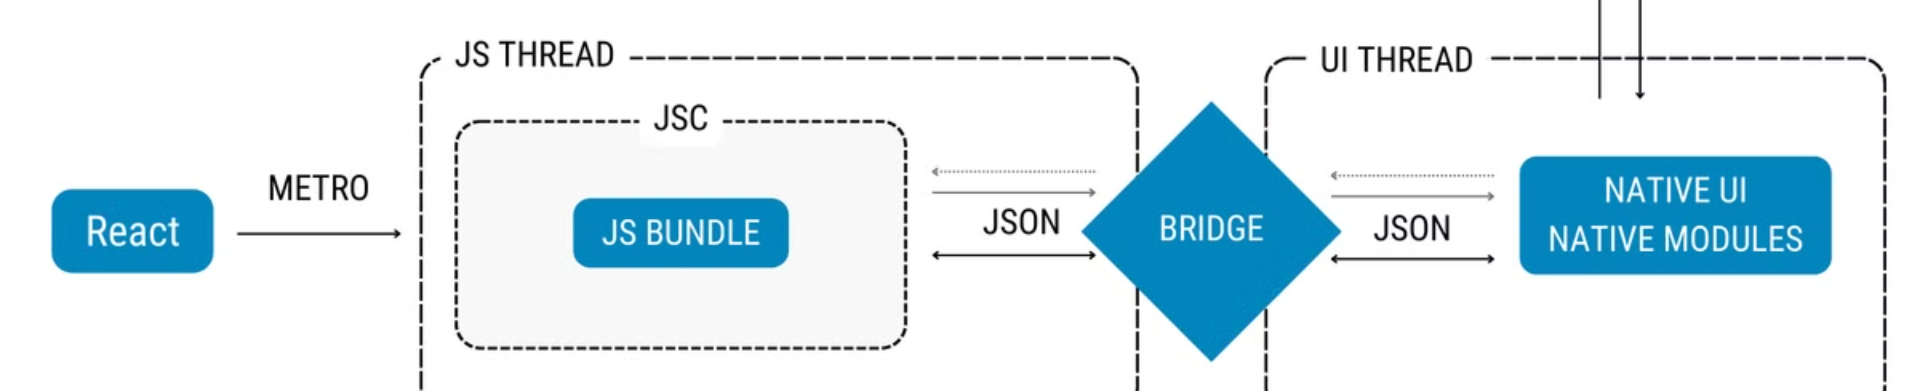 JS THREAD
UI THREAD
JSC
METRO
React
JS BUNDLE
JSON
BRIDGE
JSON
NATIVE UI
NATIVE MODULES